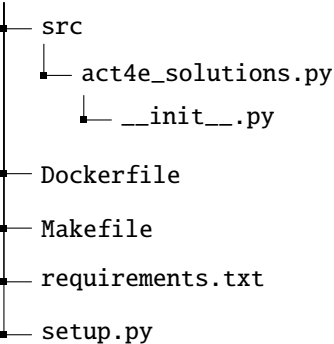 src
act4e_solutions.py
__init__.py
Dockerfile
Makefile
requirements.txt
setup.py